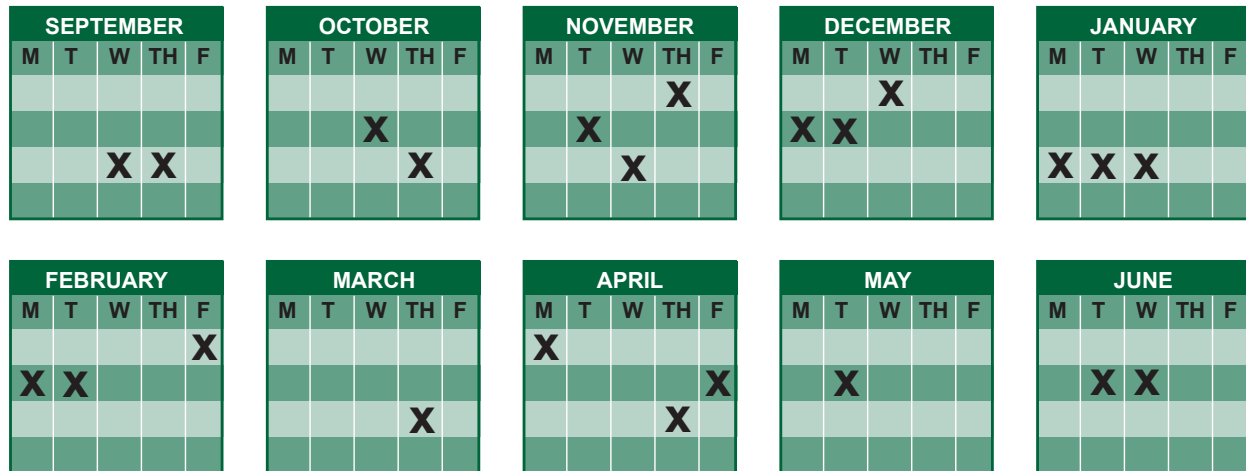 SEPTEMBER OCTOBER NOVEMBER DECEMBER JANUARY
M T W TH F M T W TH F M T W TH F M T W TH F M T W TH F
X X X
X X X X
X X X X X X X
FEBRUARY MARCH APRIL MAY JUNE
M T W TH F M T W TH F M T W TH F M T W TH F M T W TH F
X X
X X X X X X
X X